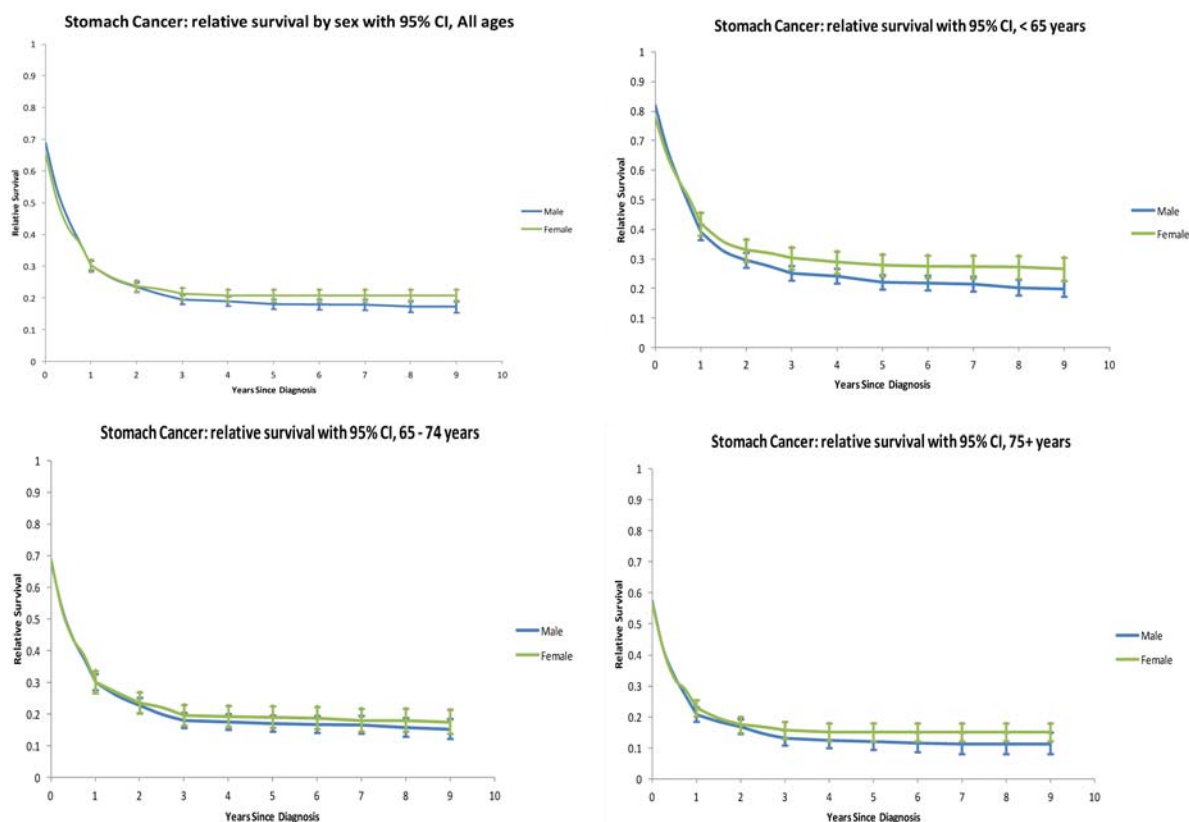 Stomach Cancer: relative survival by sex with 95% CI, All ages
1
0.9
0.8
0.7
0.6
0.5
0.4
0.3
0.2
0.1
0
Relative Survival
0 1 2 3 4 5 6 7 8 9 10
Years Since Diagnosis
Male
Female
Stomach Cancer: relative survival with 95% CI, < 65 years
1
0.9
0.8
0.7
0.6
0.5
0.4
0.3
0.2
0.1
0
Relative Survival
0 1 2 3 4 5 6 7 8 9 10
Years Since Diagnosis
Male
Female
Stomach Cancer: relative survival with 95% CI, 65 - 74 years
1
0.9
0.8
0.7
0.6
0.5
0.4
0.3
0.2
0.1
0
Relative Survival
0 1 2 3 4 5 6 7 8 9 10
Years Since Diagnosis
Male
Female
Stomach Cancer: relative survival with 95% CI, 75+ years
1
0.9
0.8
0.7
0.6
0.5
0.4
0.3
0.2
0.1
0
Relative Survival
0 1 2 3 4 5 6 7 8 9 10
Years Since Diagnosis
Male
Female